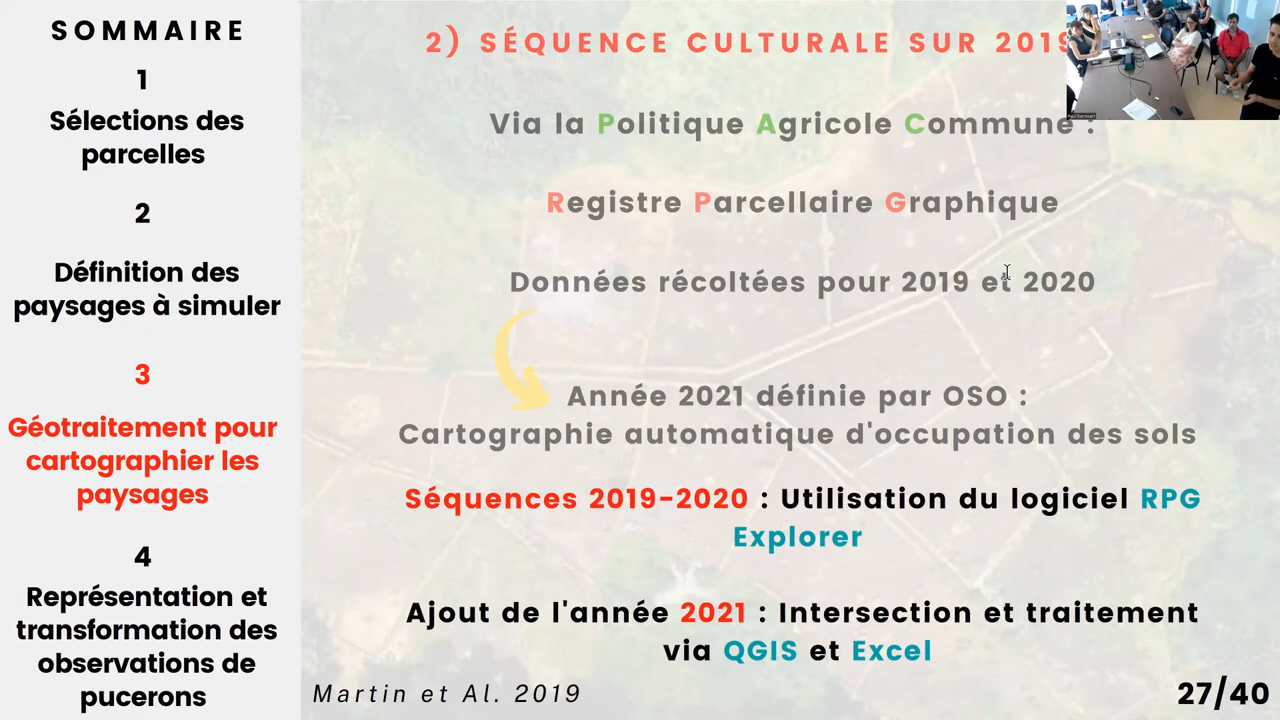 SOMMAIRE
1
Sélections des
parcelles
2
Définition des
paysages à simuler
3
Géotraitement pour
cartographier les
paysages
4
Représentation et
transformation des
observations de
pucerons
2) SÉQUENCE CULTURALE SUR 2019
Via la Politique Agricole Commune :
Registre Parcellaire Graphique
Données récoltées pour 2019 et 2020
Année 2021 définie par OSO :
Cartographie automatique d'occupation des sols
Séquences 2019-2020 : Utilisation du logiciel RPG
Explorer
Ajout de l'année 2021 : Intersection et traitement
via QGIS et Excel
Martin et Al. 2019
27/40